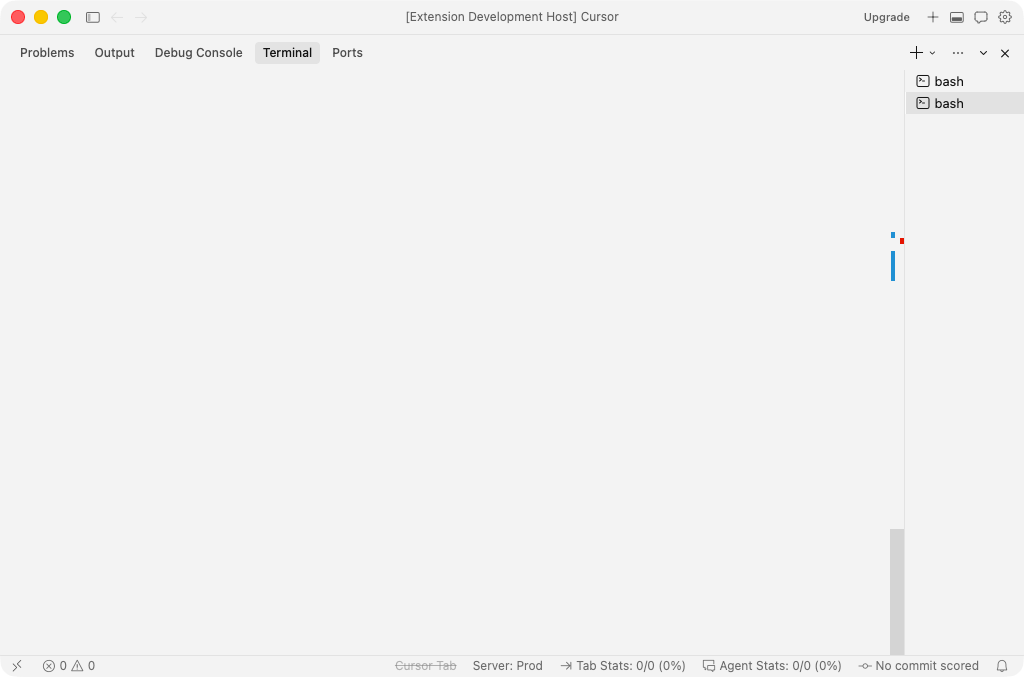 [Extension Development Host] Cursor
Upgrade
Problems Output Debug Console Terminal Ports
bash
bash
0 0
Cursor Tab Server: Prod Tab Stats: 0/0 (0%) Agent Stats: 0/0 (0%) No commit scored